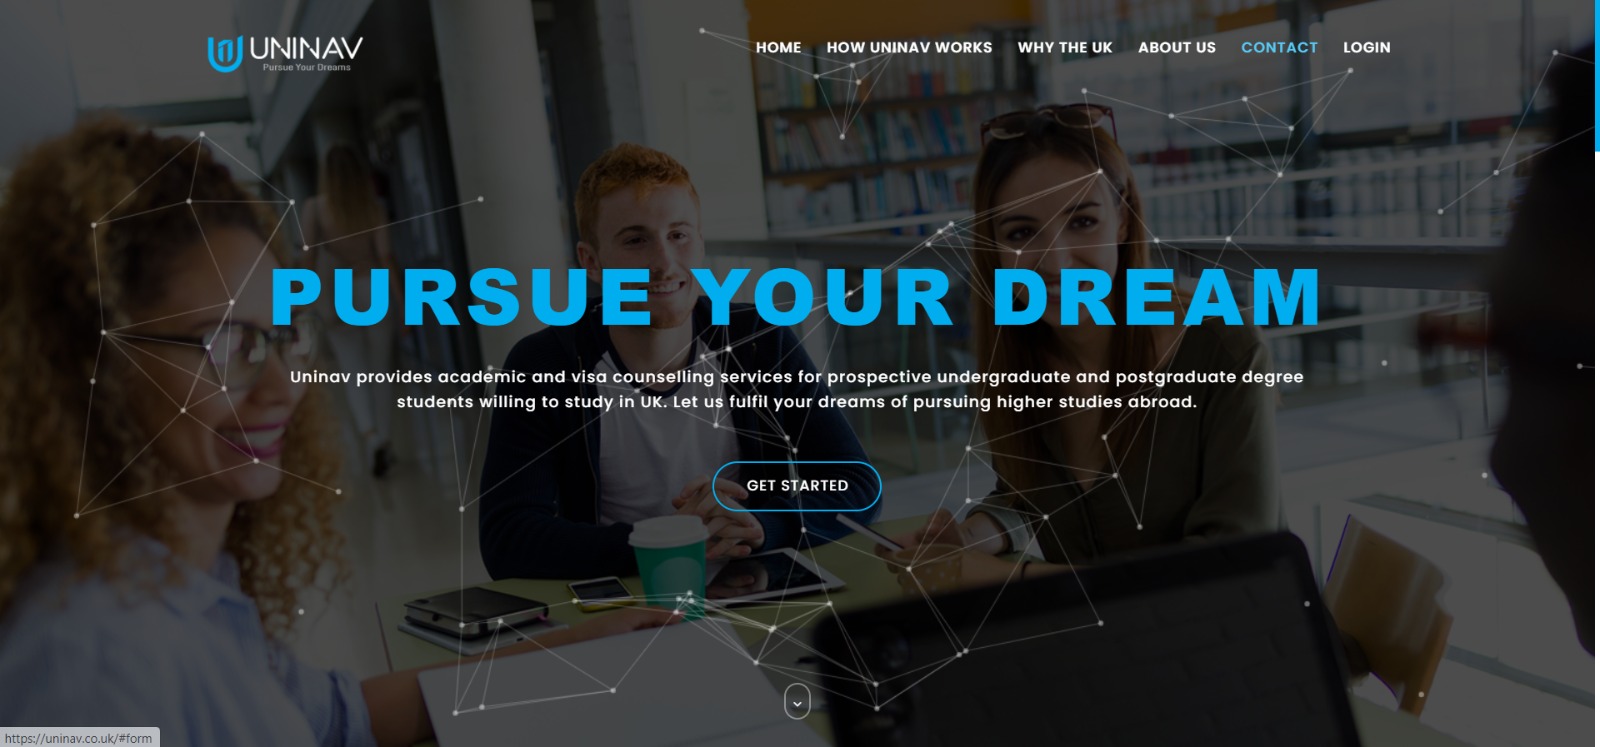 UNINAV
Pursue Your Dreams
HOME HOW UNINAV WORKS WHY THE UK ABOUT US CONTACT LOGIN
PURSUE YOUR DREAM
Uninav provides academic and visa counselling services for prospective undergraduate and postgraduate degree
students willing to study in UK. Let us fulfil your dreams of pursuing higher studies abroad.
GET STARTED
https://uninav.co.uk/#form